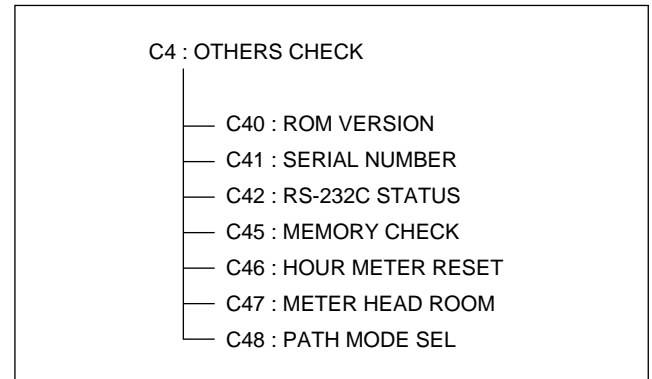 C4 : OTHERS CHECK
C40 : ROM VERSION
C41 : SERIAL NUMBER
C42 : RS-232C STATUS
C45 : MEMORY CHECK
C46 : HOUR METER RESET
C47 : METER HEAD ROOM
C48 : PATH MODE SEL